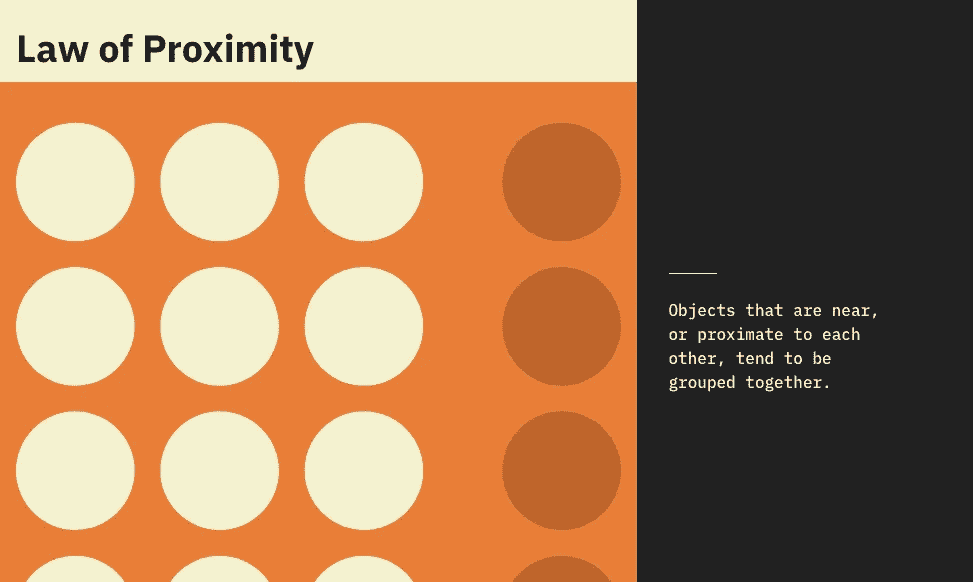 Law of Proximity
Objects that are near,
or proximate to each
other, tend to be
grouped together.